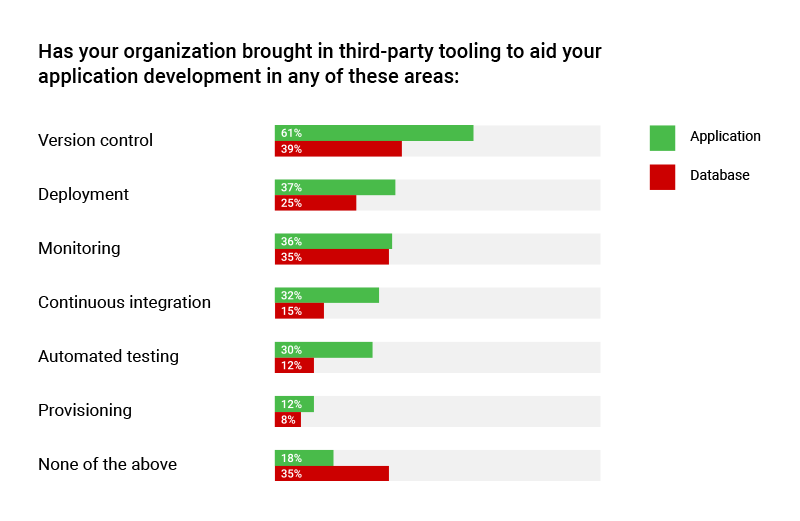 Has your organization brought in third-party tooling to aid your
application development in any of these areas:
Version control
61%
39%
Application
Database
Deployment
37%
25%
Monitoring
36%
35%
Continuous integration
32%
15%
Automated testing
30%
12%
Provisioning
12%
8%
None of the above
18%
35%